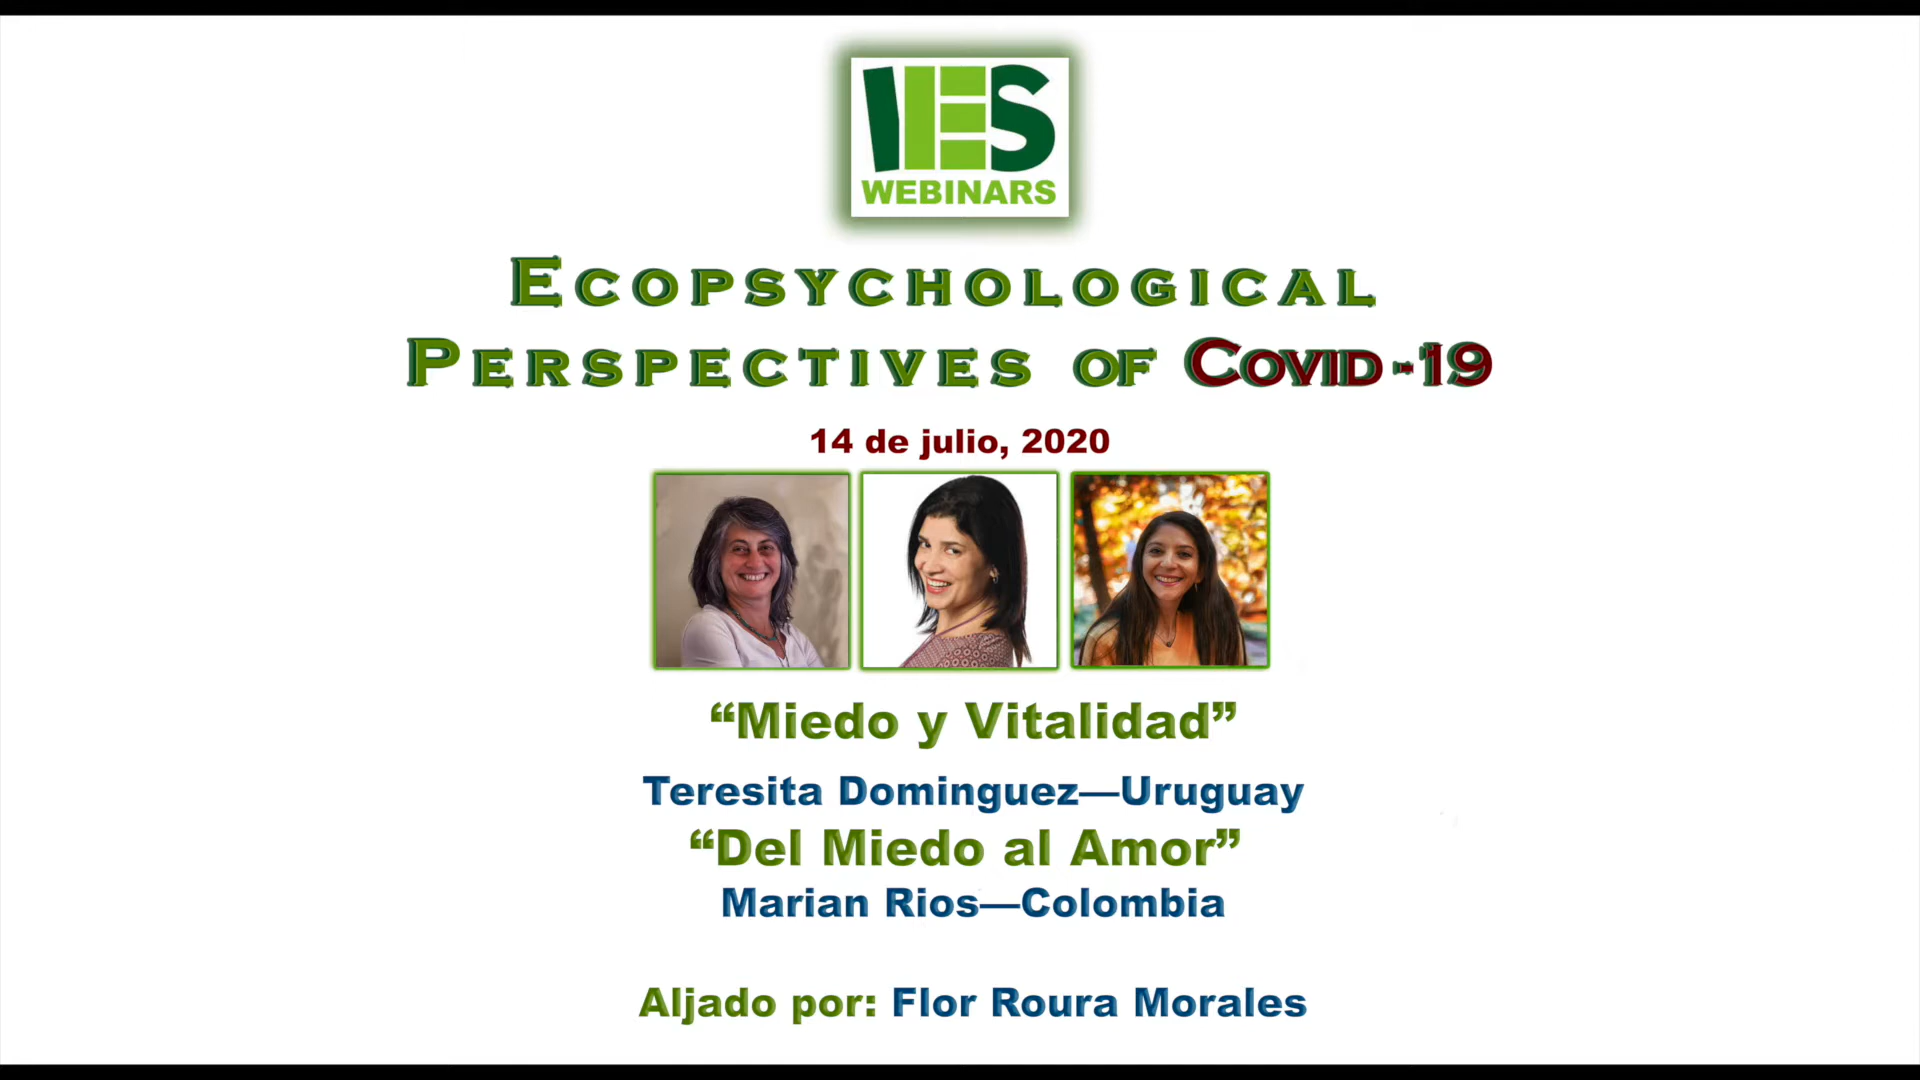 IES
WEBINARS
ECOPSYCHOLOGICAL
PERSPECTIVES OF COVID-19
14 de julio, 2020
“Miedo y Vitalidad”
Teresita Dominguez—Uruguay
“Del Miedo al Amor”
Marian Rios—Colombia
Aljado por: Flor Roura Morales